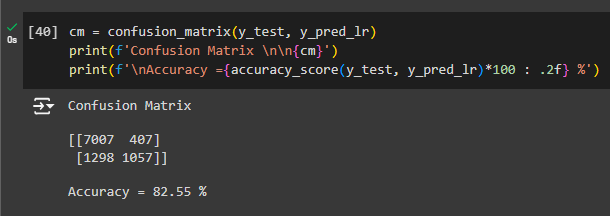 [40] cm = confusion_matrix(y_test, y_pred_lr)
print(f'Confusion Matrix \n\n{cm}')
0s
print(f'\nAccuracy ={accuracy_score(y_test, y_pred_lr)*100 : .2f} %')
Confusion Matrix
[[7007  407]
 [1298 1057]]
Accuracy = 82.55 %